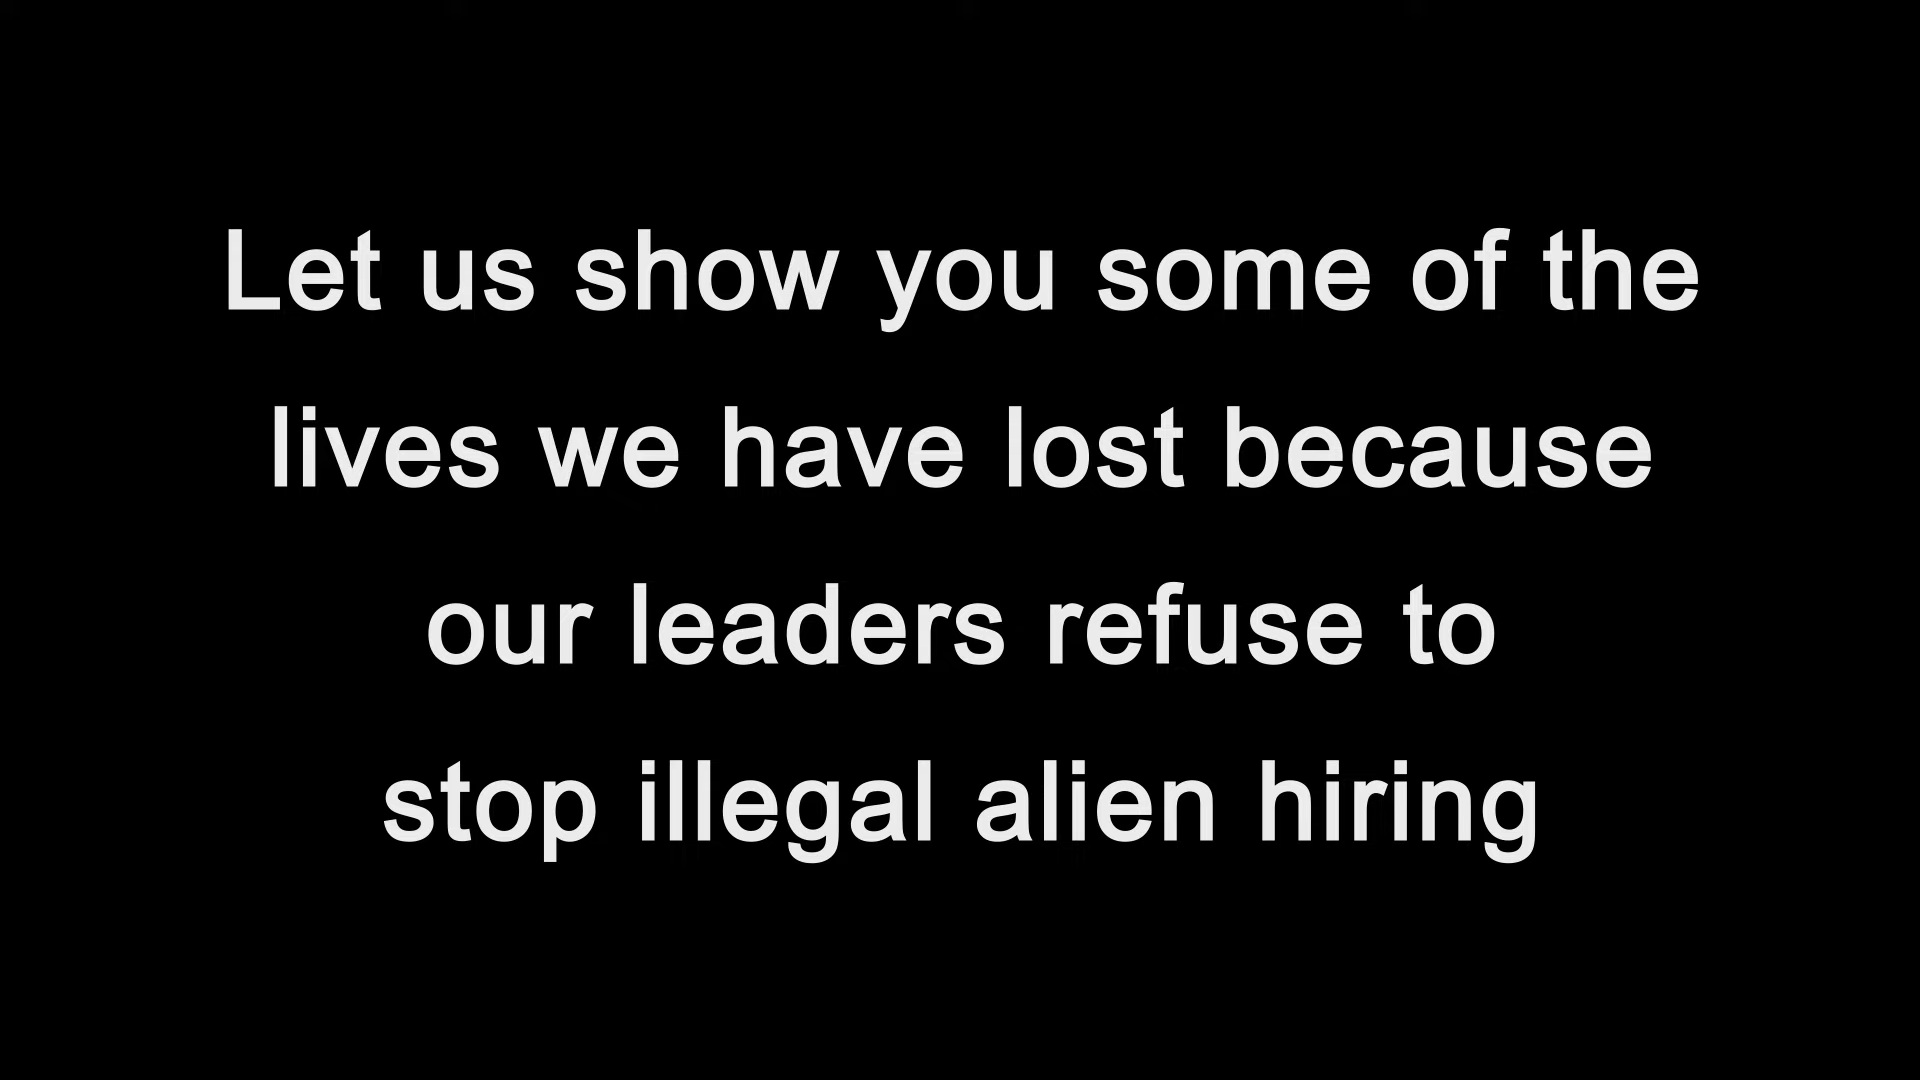 Let us show you some of the
lives we have lost because
our leaders refuse to
stop illegal alien hiring